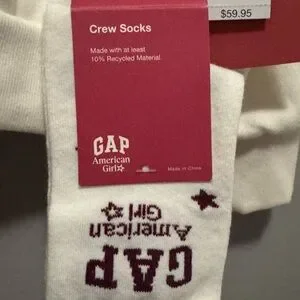 $59.95
Crew Socks
Made with at least
10% Recycled Material
GAP
American
Girl
Made in China
American
Girl
GAP